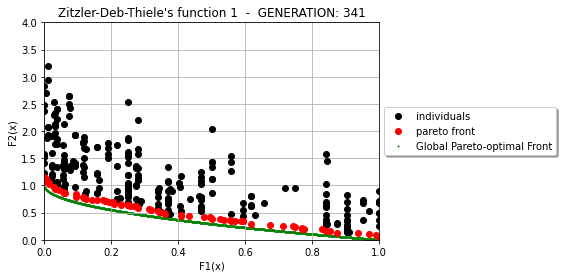 Zitzler-Deb-Thiele's function 1 - GENERATION: 341
4.0
3.5
3.0
2.5
2.0
1.5
1.0
0.5
0.0
F2(x)
0.0 0.2 0.4 0.6 0.8 1.0
F1(x)
individuals
pareto front
Global Pareto-optimal Front